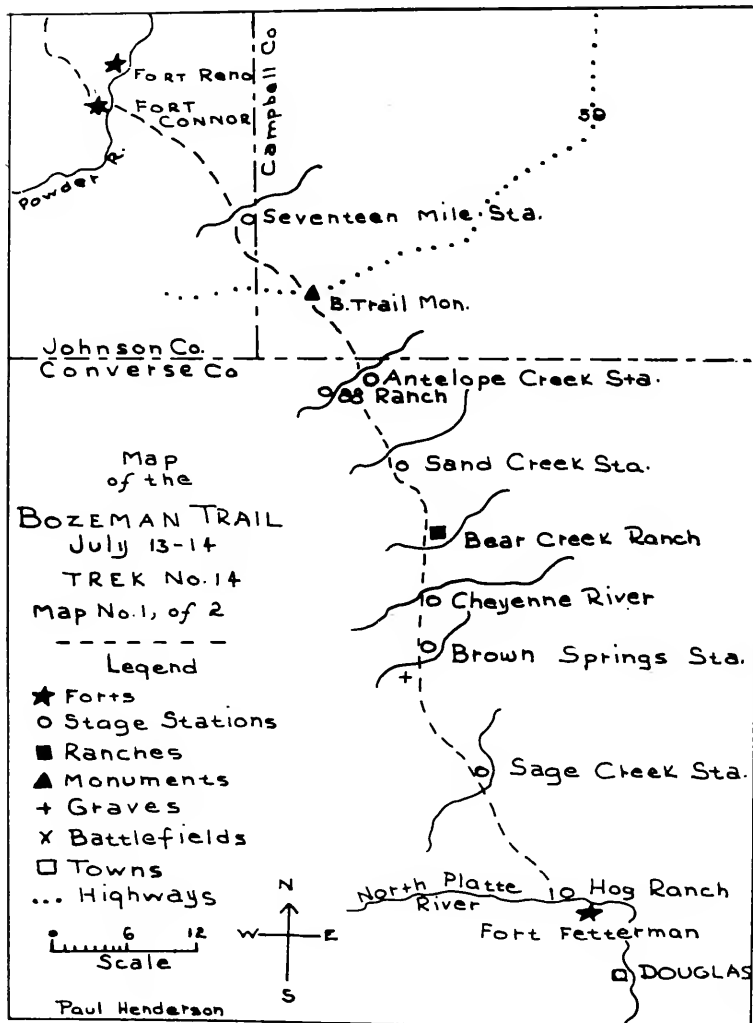 FORT Reno
FORT
CONNOR
Campbell Co
50
Powder R.
Seventeen Mile Sta.
B. Trail Mon.
Johnson Co.
Converse Co
Antelope Creek Sta.
88 Ranch
Sand Creek Sta.
Map
of the
BOZEMAN TRAIL
July 13-14
TREK No. 14
Map No. 1, of 2
Bear Creek Ranch
Cheyenne River
Brown Springs Sta.
Legend
Forts
Stage Stations
Ranches
Monuments
Graves
Battlefields
Towns
Highways
Sage Creek Sta.
North Platte
River
Hog Ranch
Fort Fetterman
DOUGLAS
N
W E
S
0 6 12
Scale
Paul Henderson